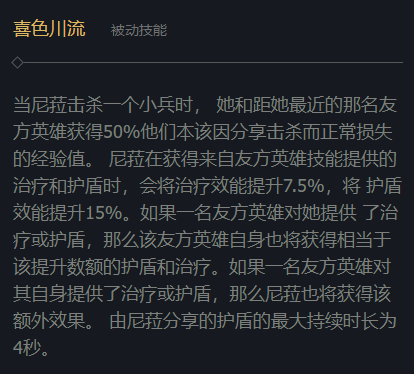 喜色川流 被动技能
当尼菈击杀一个小兵时， 她和距她最近的那名友
方英雄获得50%他们本该因分享击杀而正常损失
的经验值。 尼菈在获得来自友方英雄技能提供的
治疗和护盾时，会将治疗效能提升7.5%，将 护盾
效能提升15%。如果一名友方英雄对她提供 了治
疗或护盾，那么该友方英雄自身也将获得相当于
该提升数额的护盾和治疗。如果一名友方英雄对
其自身提供了治疗或护盾，那么尼菈也将获得该
额外效果。 由尼菈分享的护盾的最大持续时长为
4秒。